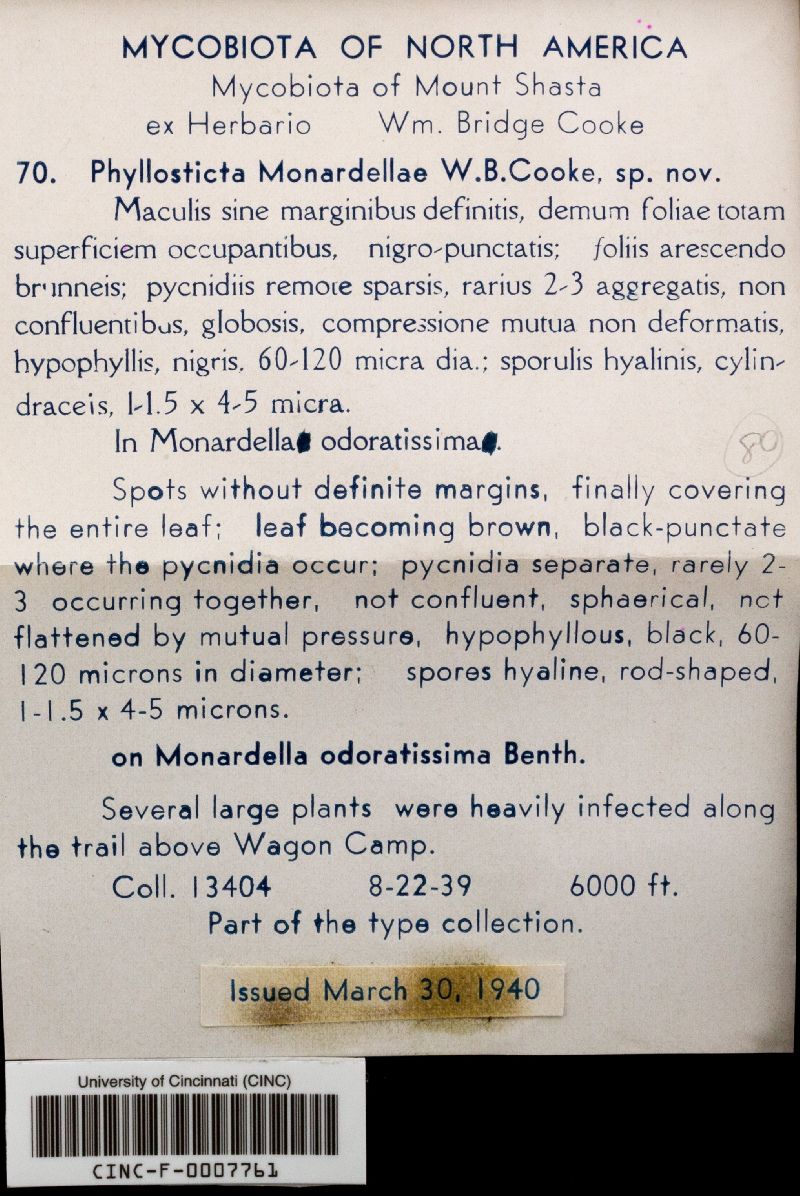 MYCOBIOTA OF NORTH AMERICA
Mycobiota of Mount Shasta
ex Herbario Wm. Bridge Cooke
70. Phyllosticta Monardellae W.B.Cooke, sp. nov.
Maculis sine marginibus definitis, demum foliae totam
superficiem occupantibus, nigro-punctatis; foliis arescendo
brunneis; pycnidiis remote sparsis, rarius 2-3 aggregatis, non
confluentibus, globosis, compressione mutua non deformatis,
hypophyllis, nigris, 60-120 micra dia.; sporulis hyalinis, cylin-
draceis, 1-1.5 x 4-5 micra.
In Monardella odoratissima.
80
Spots without definite margins, finally covering
the entire leaf; leaf becoming brown, black-punctate
where the pycnidia occur; pycnidia separate, rarely 2-
3 occurring together, not confluent, sphaerical, not
flattened by mutual pressure, hypophyllous, black, 60-
120 microns in diameter; spores hyaline, rod-shaped,
1-1.5 x 4-5 microns.
on Monardella odoratissima Benth.
Several large plants were heavily infected along
the trail above Wagon Camp.
Coll. 13404 8-22-39 6000 ft.
Part of the type collection.
Issued March 30, 1940
University of Cincinnati (CINC)
CINC-F-0007761